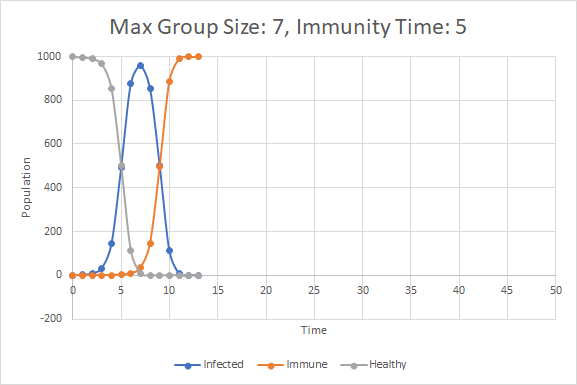 Max Group Size: 7, Immunity Time: 5
1000
800
600
400
200
0
-200
0 5 10 15 20 25 30 35 40 45 50
Population
Time
Infected Immune Healthy